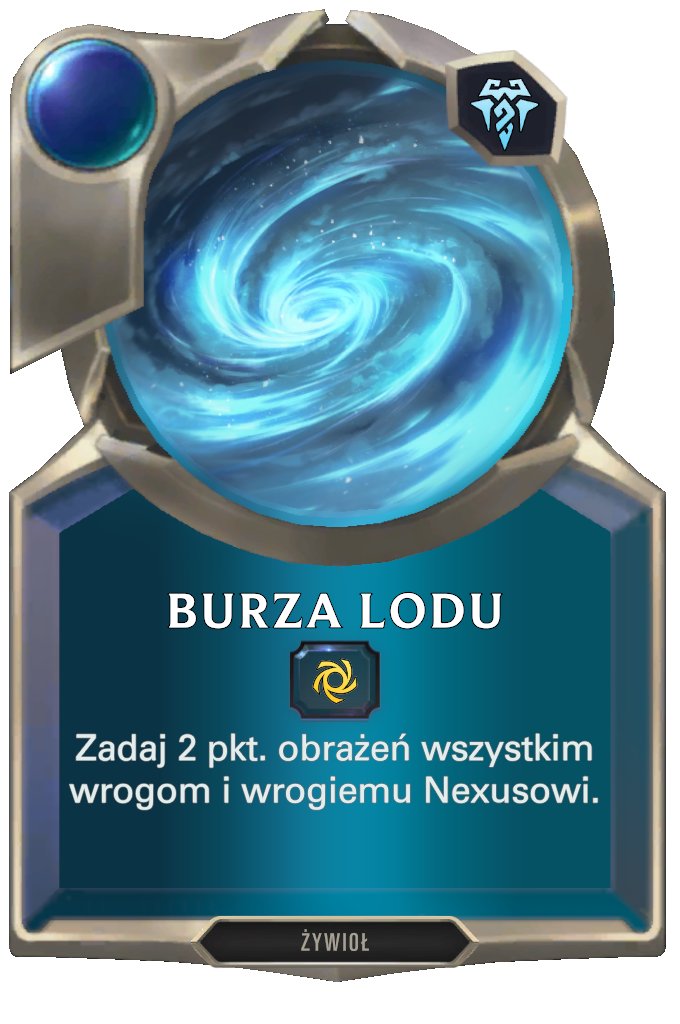 BURZA LODU
Zadaj 2 pkt. obrażeń wszystkim
wrogom i wrogiemu Nexusowi.
ŻYWIOŁ